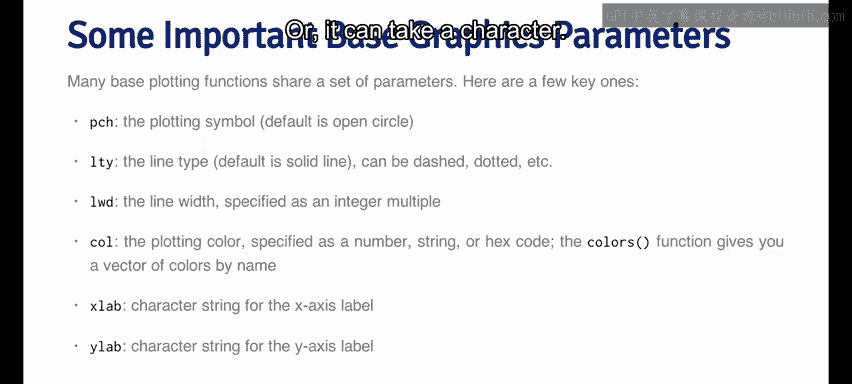 Some Important Base Graphics Parameters
Or, it can take a character.
Many base plotting functions share a set of parameters. Here are a few key ones:
· pch: the plotting symbol (default is open circle)
· lty: the line type (default is solid line), can be dashed, dotted, etc.
· lwd: the line width, specified as an integer multiple
· col: the plotting color, specified as a number, string, or hex code; the colors() function gives you
a vector of colors by name
· xlab: character string for the x-axis label
· ylab: character string for the y-axis label